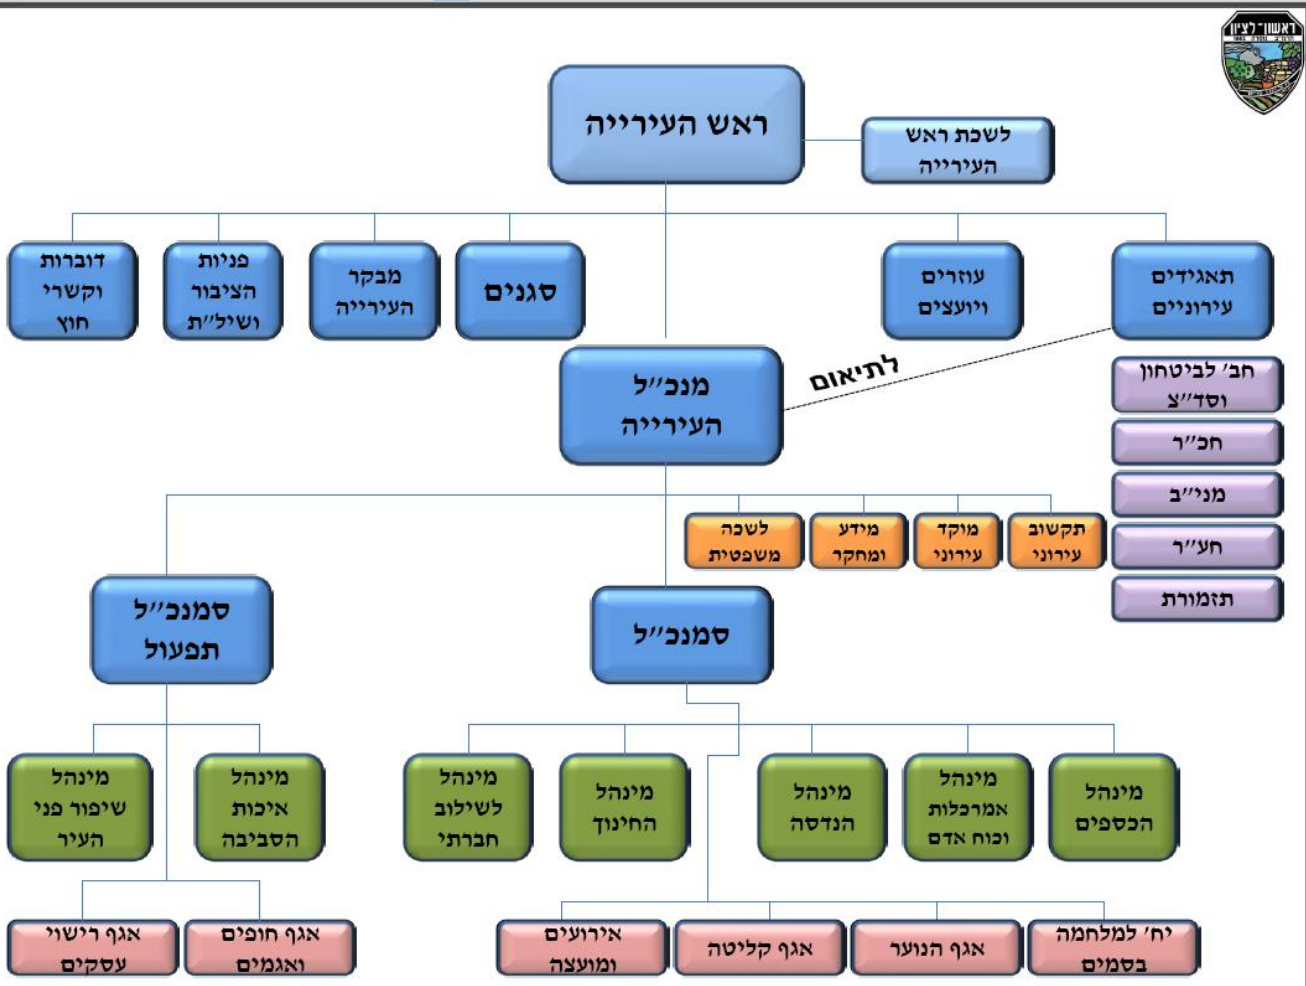 ראשון־לציון
ראש העירייה
לשכת ראש
העירייה
תאגידים
עירוניים
עוזרים
ויועצים
סגנים
מבקר
העירייה
פניות
הציבור
ושיל״ת
דוברות
וקשרי
חוץ
לתיאום
מנכ״ל
העירייה
חב׳ לביטחון
וסד״צ
חכ״ר
מני״ב
חע״ר
תזמורת
תקשוב
עירוני
מוקד
עירוני
מידע
ומחקר
לשכה
משפטית
סמנכ״ל
סמנכ״ל
תפעול
מינהל
הכספים
מינהל
אמרכלות
וכוח אדם
מינהל
הנדסה
מינהל
החינוך
מינהל
לשילוב
חברתי
מינהל
איכות
הסביבה
מינהל
שיפור פני
העיר
יח׳ למלחמה
בסמים
אגף הנוער
אגף קליטה
אירועים
ומועצה
אגף חופים
ואגמים
אגף רישוי
עסקים